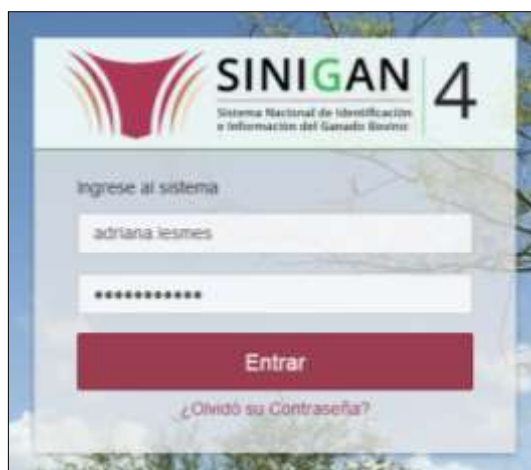 SINIGAN 4
Sistema Nacional de Identificación
e Información del Ganado Bovino
Ingrese al sistema
adriana lesmes
•••••••••••
Entrar
¿Olvidó su Contraseña?